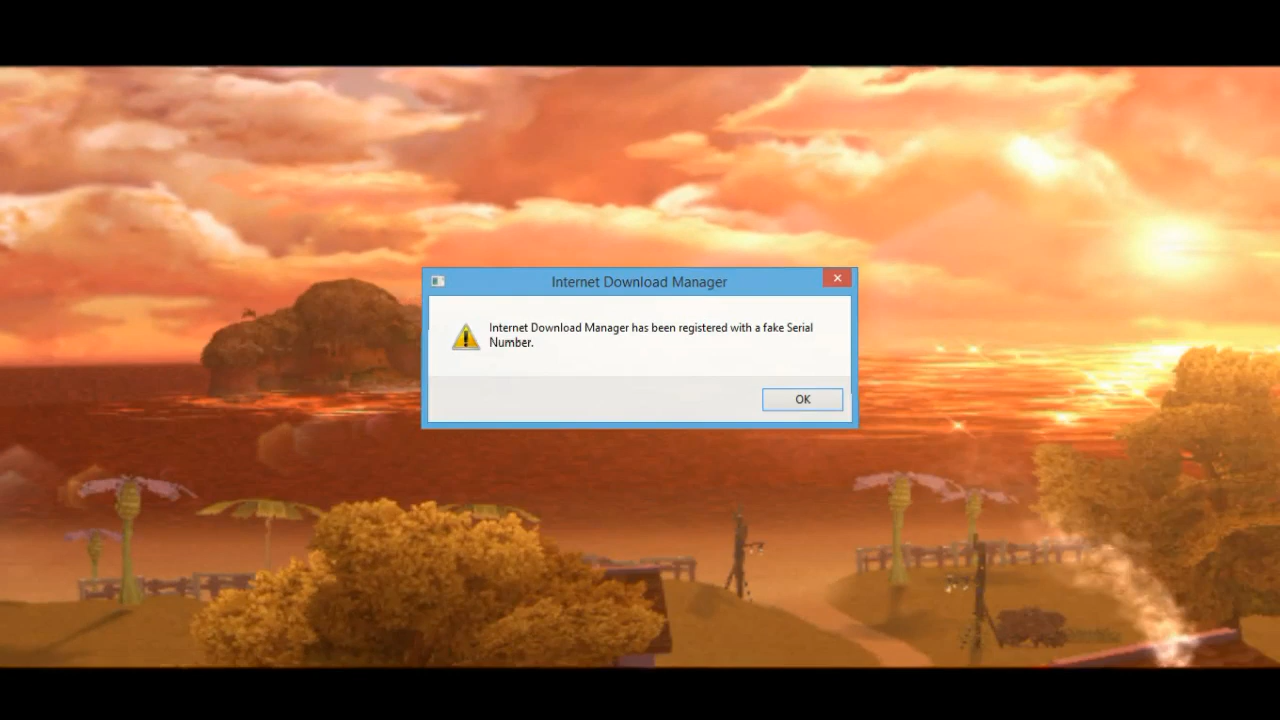 Internet Download Manager
Internet Download Manager has been registered with a fake Serial
Number.
OK